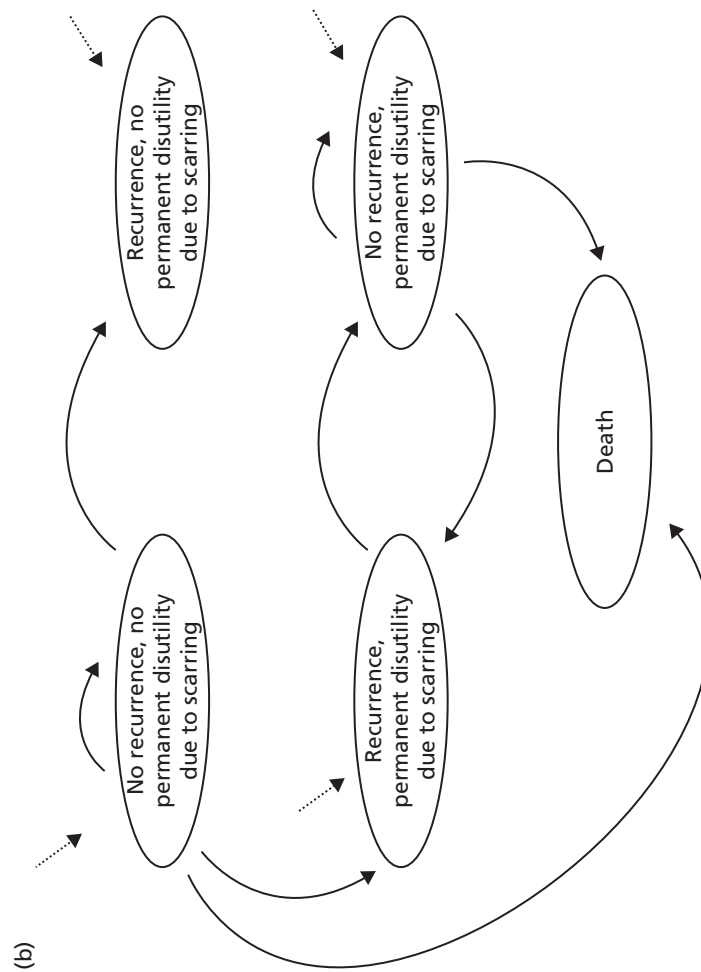 (b)
No recurrence, no
permanent disutility
due to scarring
Recurrence, no
permanent disutility
due to scarring
Recurrence,
permanent disutility
due to scarring
No recurrence,
permanent disutility
due to scarring
Death